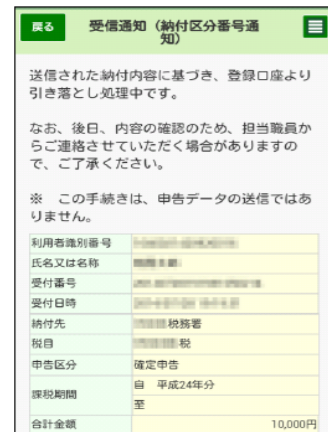 戻る
受信通知（納付区分番号通
知）
送信された納付内容に基づき、登録口座より
引き落とし処理中です。
なお、後日、内容の確認のため、担当職員か
らご連絡させていただく場合がありますの
で、ご了承ください。
※　この手続きは、申告データの送信ではあ
りません。
利用者識別番号
氏名又は名称
受付番号
受付日時
納付先 税務署
税目 税
申告区分 確定申告
課税期間 自　平成24年分
至
合計金額 10,000円